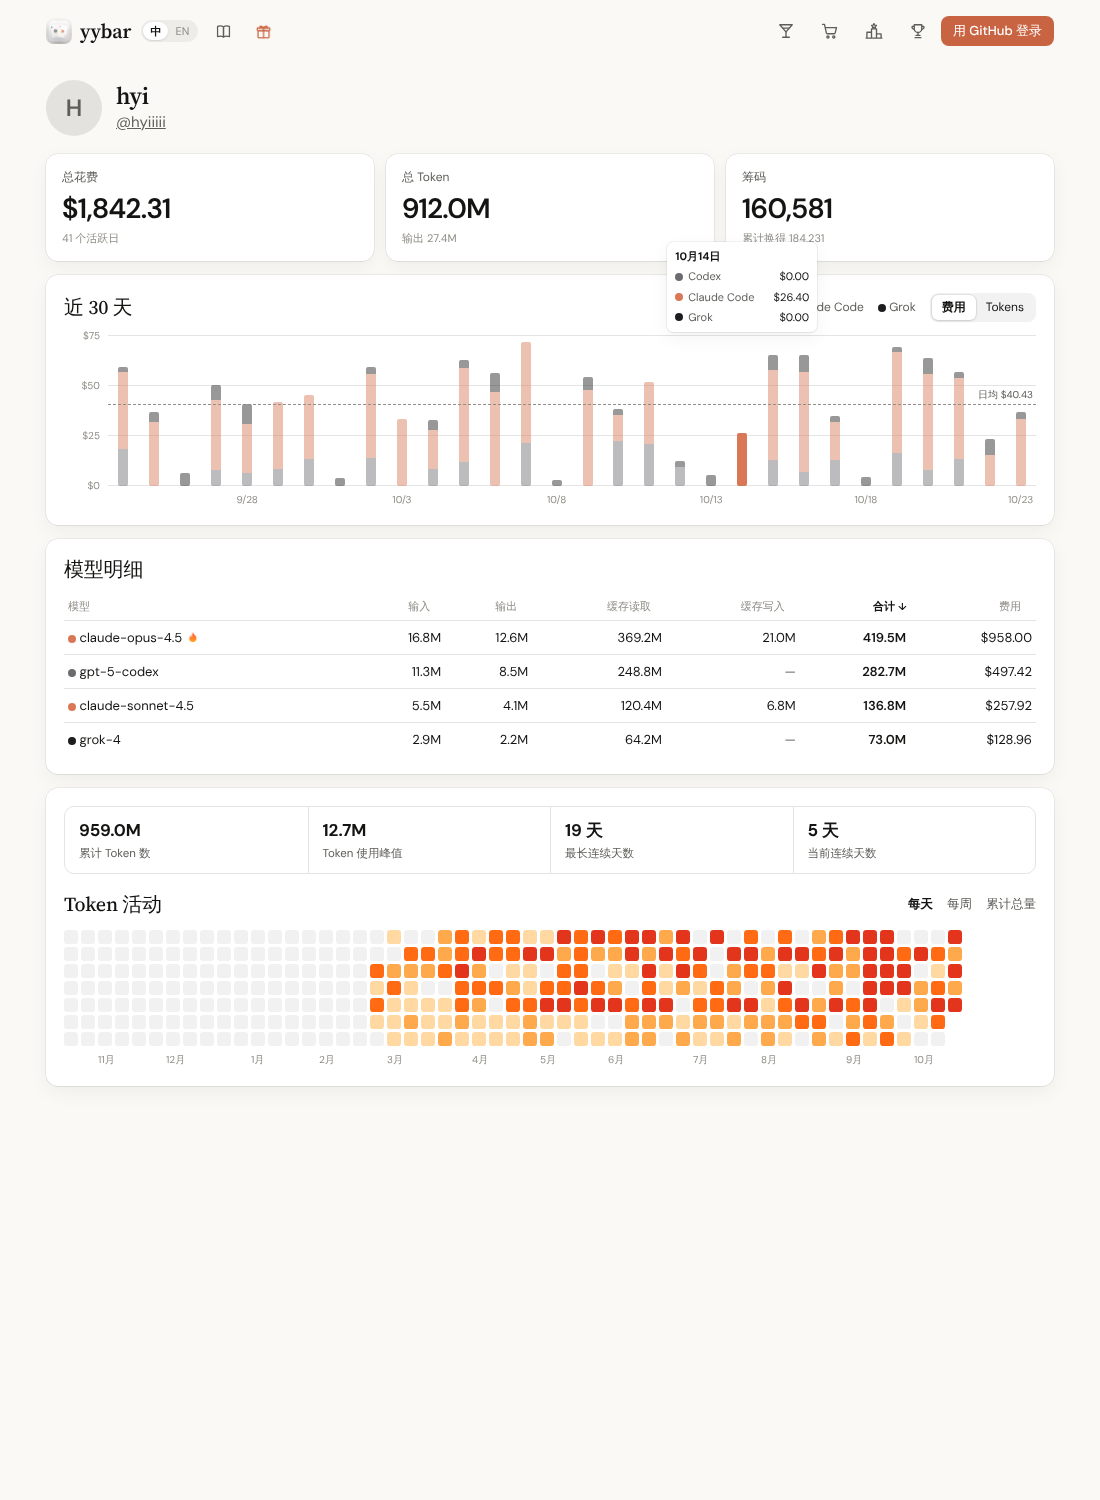 yybar
中 EN
用 GitHub 登录
H
hyi
@hyiiiii
总花费
$1,842.31
41 个活跃日
总 Token
912.0M
输出 27.4M
筹码
160,581
累计换得 184,231
近 30 天
10月14日
Codex $0.00
Claude Code $26.40
Grok $0.00
de Code
Grok
费用
Tokens
$75
$50
$25
$0
日均 $40.43
9/28 10/3 10/8 10/13 10/18 10/23
模型明细
模型 输入 输出 缓存读取 缓存写入 合计 ↓ 费用
claude-opus-4.5 16.8M 12.6M 369.2M 21.0M 419.5M $958.00
gpt-5-codex 11.3M 8.5M 248.8M — 282.7M $497.42
claude-sonnet-4.5 5.5M 4.1M 120.4M 6.8M 136.8M $257.92
grok-4 2.9M 2.2M 64.2M — 73.0M $128.96
959.0M
累计 Token 数
12.7M
Token 使用峰值
19 天
最长连续天数
5 天
当前连续天数
Token 活动
每天 每周 累计总量
11月 12月 1月 2月 3月 4月 5月 6月 7月 8月 9月 10月